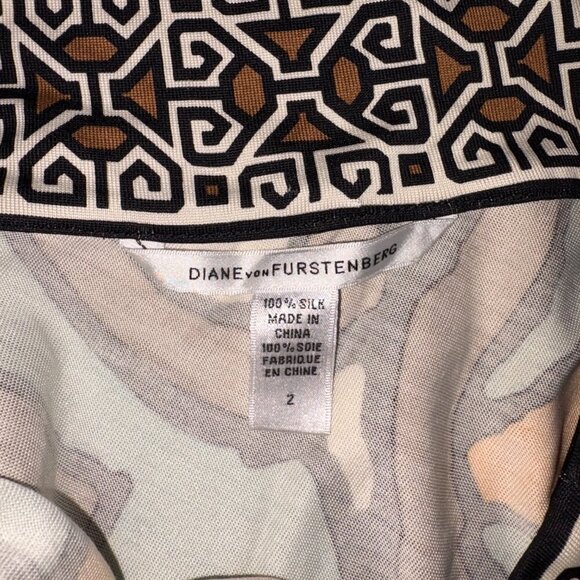 DIANE VON FURSTENBERG
100% SILK
MADE IN
CHINA
100% SOIE
FABRIQUE
EN CHINE
2